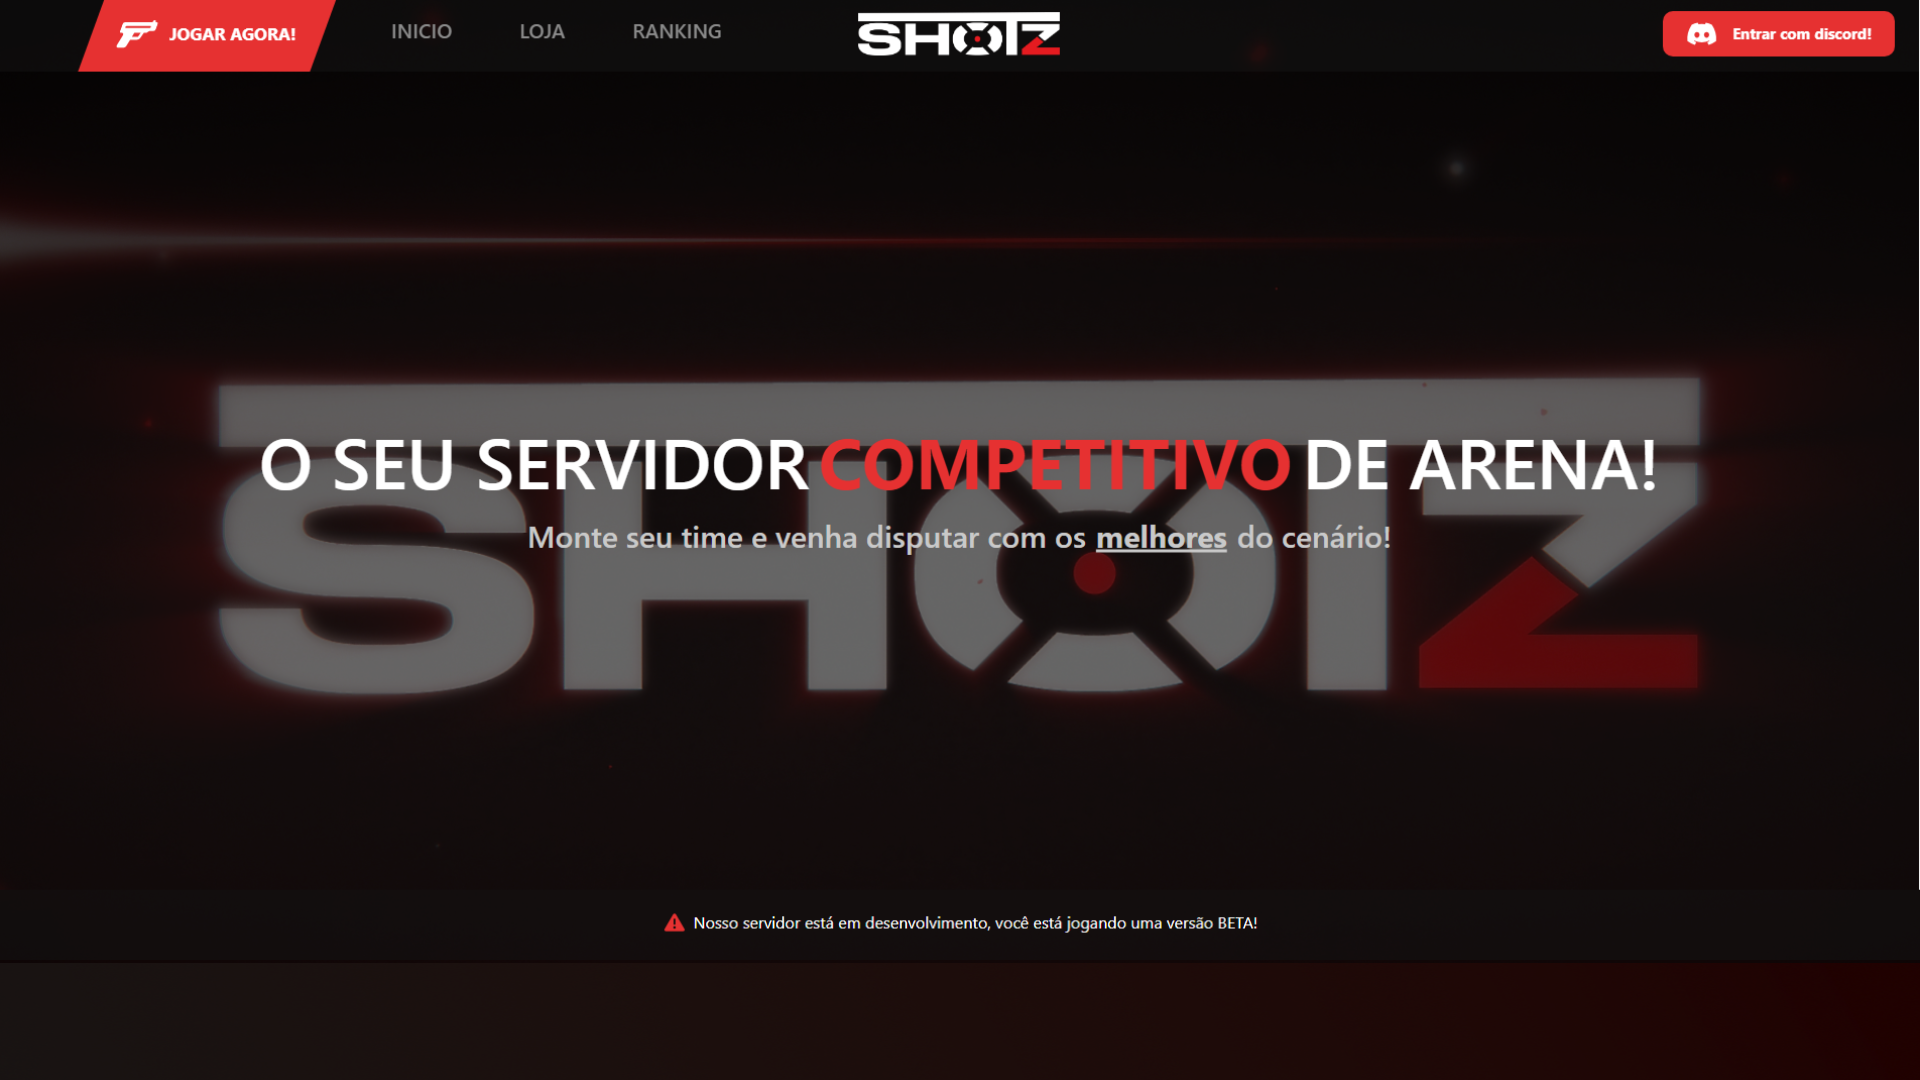 JOGAR AGORA!
INICIO
LOJA
RANKING
SHOTZ
Entrar com discord!
SHOTZ
O SEU SERVIDOR COMPETITIVO DE ARENA!
Monte seu time e venha disputar com os melhores do cenário!
Nosso servidor está em desenvolvimento, você está jogando uma versão BETA!